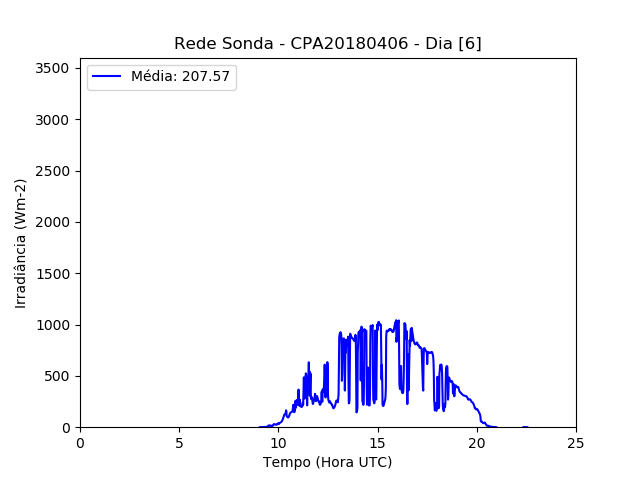 Rede Sonda - CPA20180406 - Dia [6]
Média: 207.57
Irradiância (Wm-2)
3500
3000
2500
2000
1500
1000
500
0
0 5 10 15 20 25
Tempo (Hora UTC)